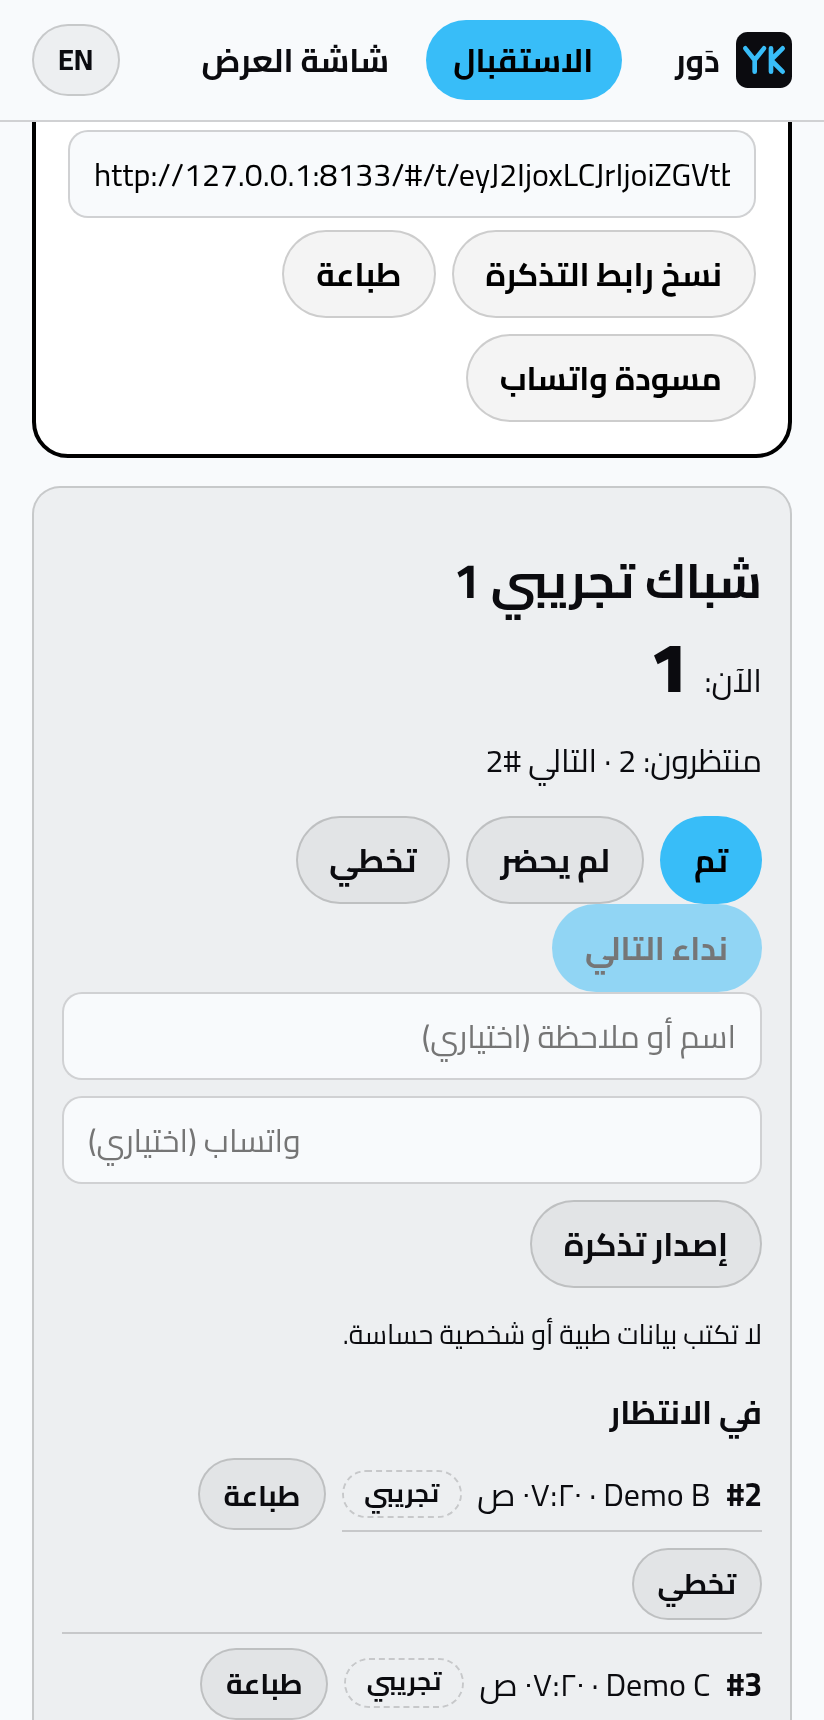 YK دَور الاستقبال شاشة العرض EN
http://127.0.0.1:8133/#/t/eyJ2IjoxLCJrIjoiZGVtb
نسخ رابط التذكرة طباعة
مسودة واتساب
شباك تجريبي 1
الآن: 1
منتظرون: 2 · التالي #2
تم لم يحضر تخطي
نداء التالي
اسم أو ملاحظة (اختياري)
واتساب (اختياري)
إصدار تذكرة
لا تكتب بيانات طبية أو شخصية حساسة.
في الانتظار
#2 Demo B · ٠٧:٢٠ ص تجريبي طباعة
تخطي
#3 Demo C · ٠٧:٢٠ ص تجريبي طباعة